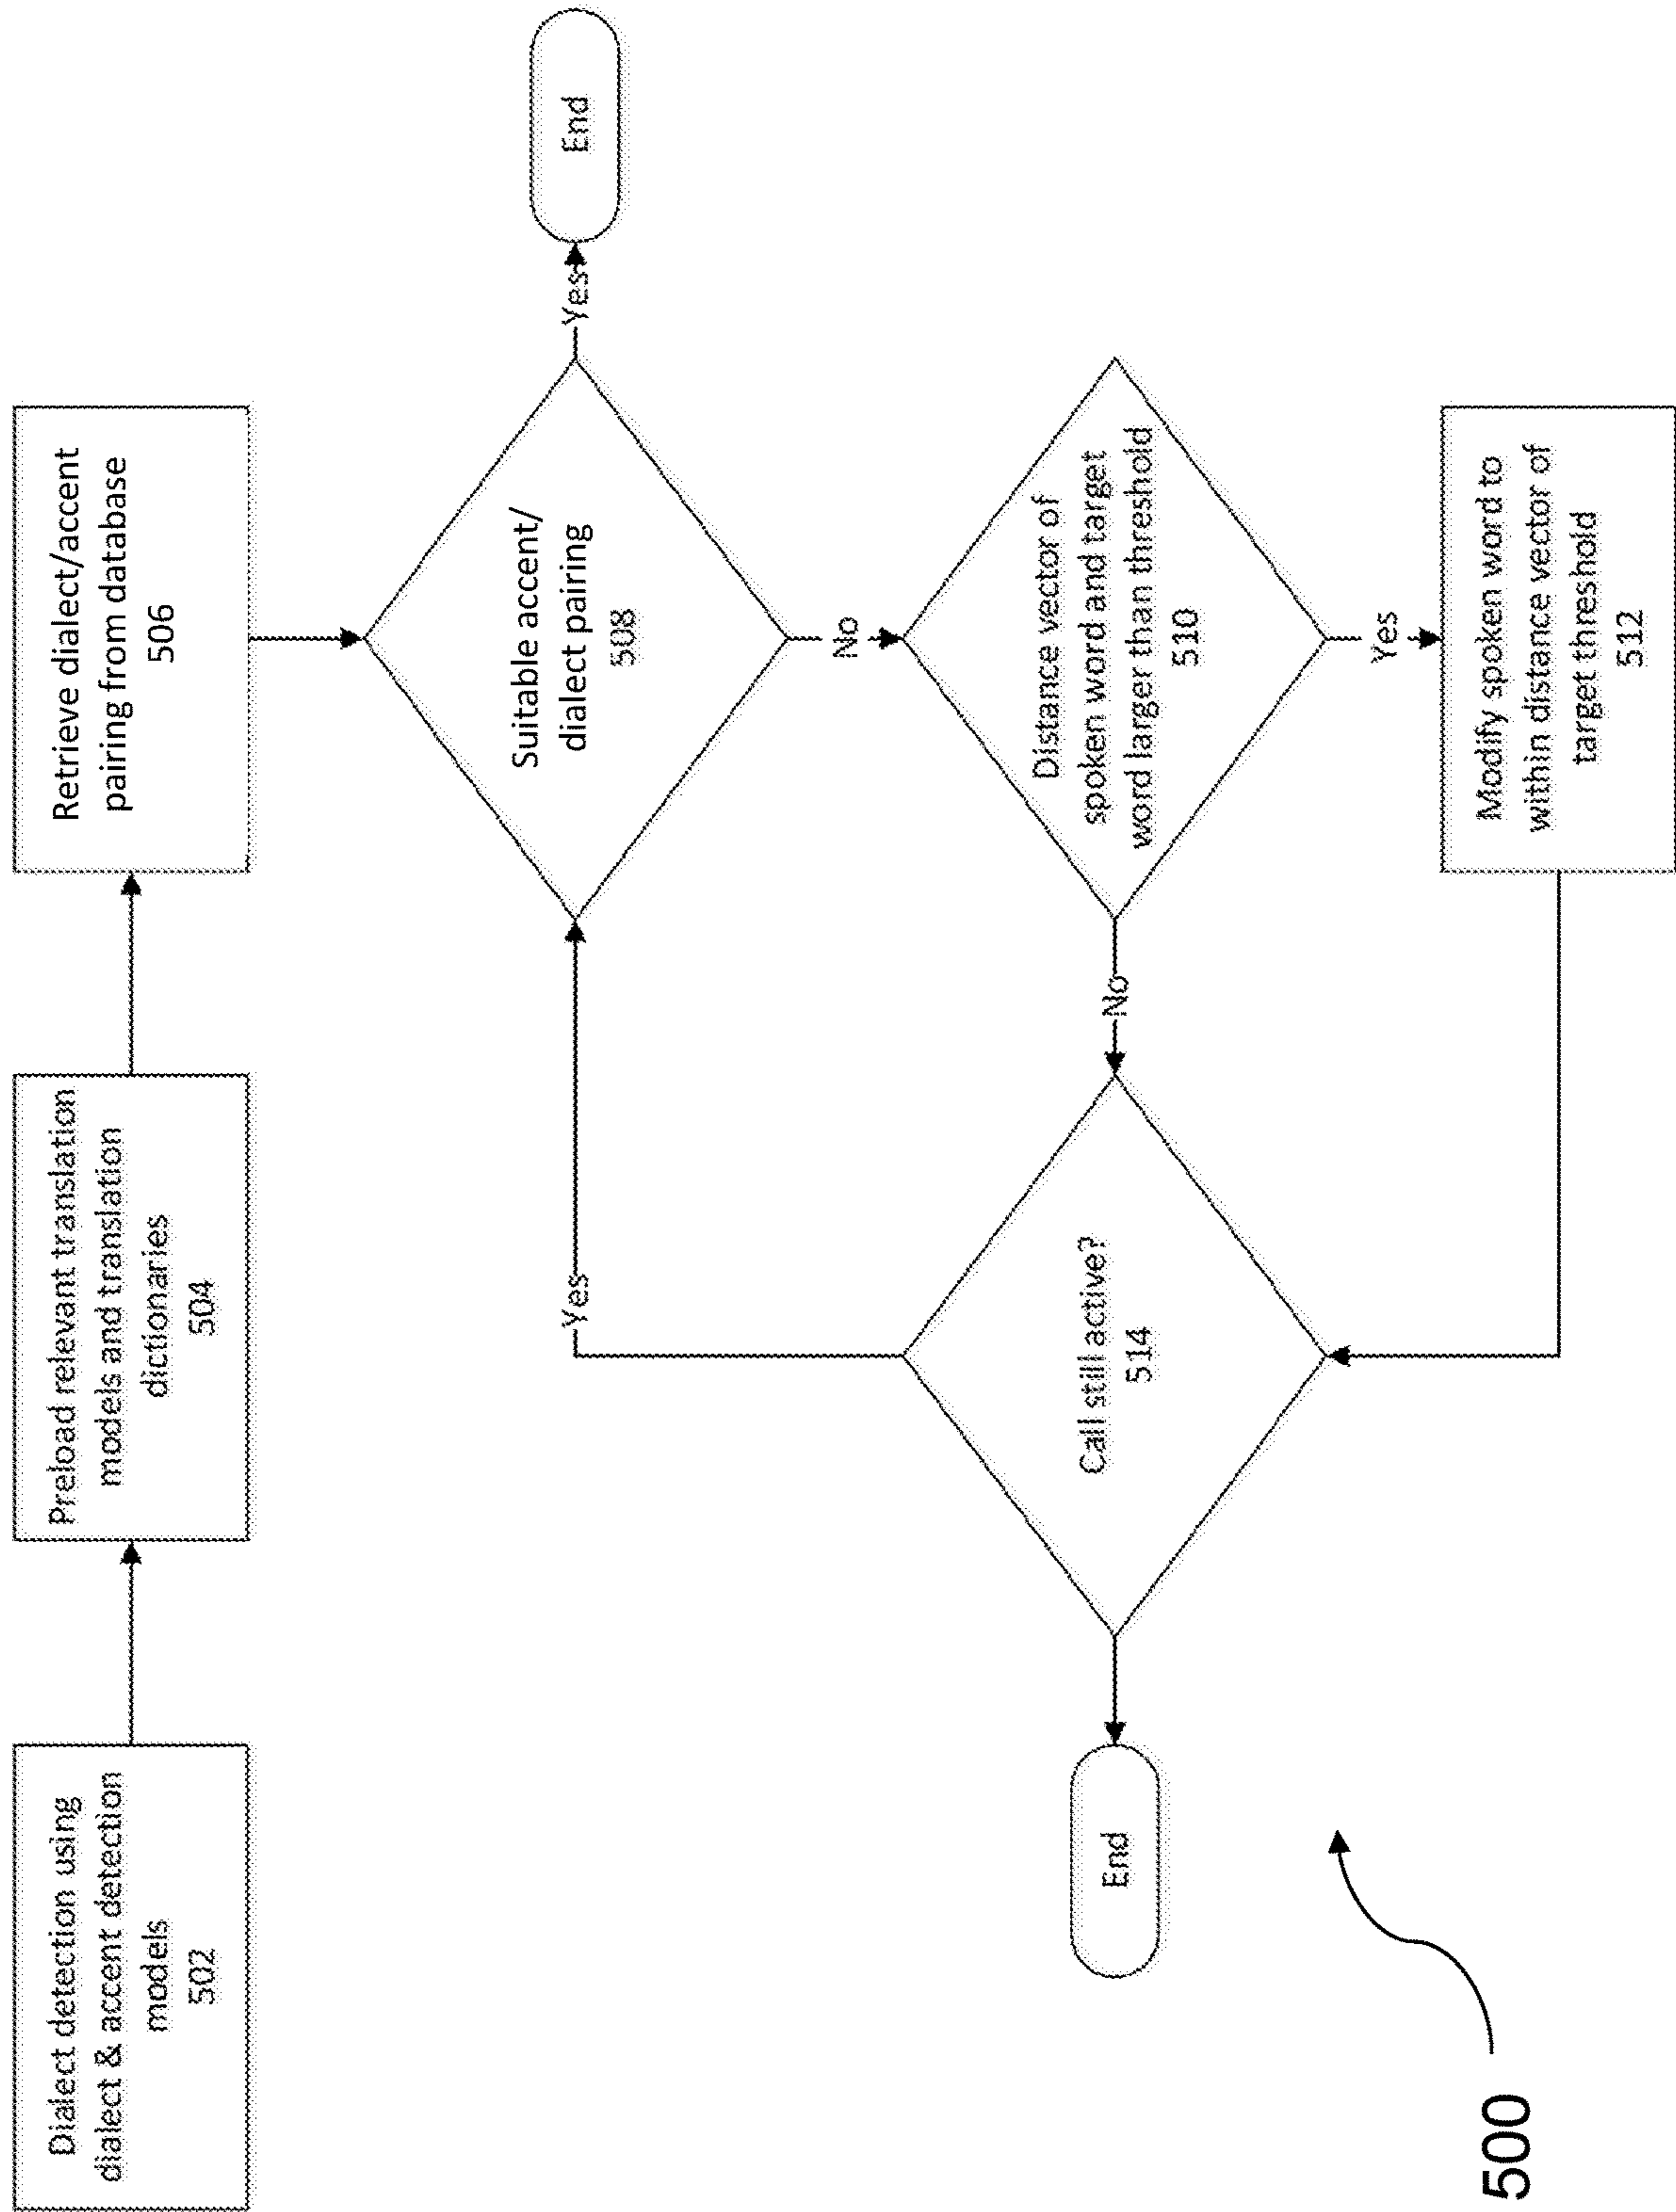 Dialect detection using
dialect & accent detection
models
502
Preload relevant translation
models and translation
dictionaries
504
Retrieve dialect/accent
pairing from database
506
Suitable accent/
dialect pairing
508
Yes
End
No
Distance vector of
spoken word and target
word larger than threshold
510
Yes
Modify spoken word to
within distance vector of
target threshold
512
No
Call still active?
514
Yes
End
500